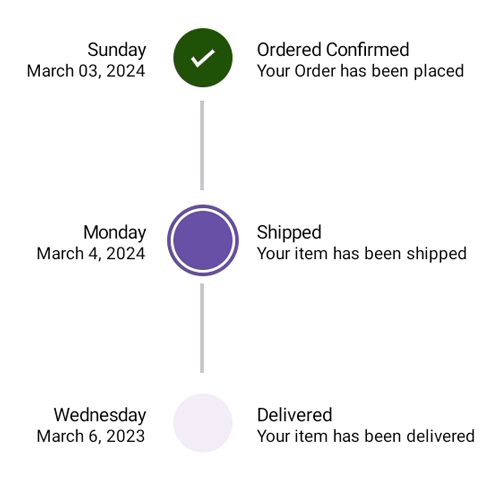 Sunday
March 03, 2024
Ordered Confirmed
Your Order has been placed
Monday
March 4, 2024
Shipped
Your item has been shipped
Wednesday
March 6, 2023
Delivered
Your item has been delivered